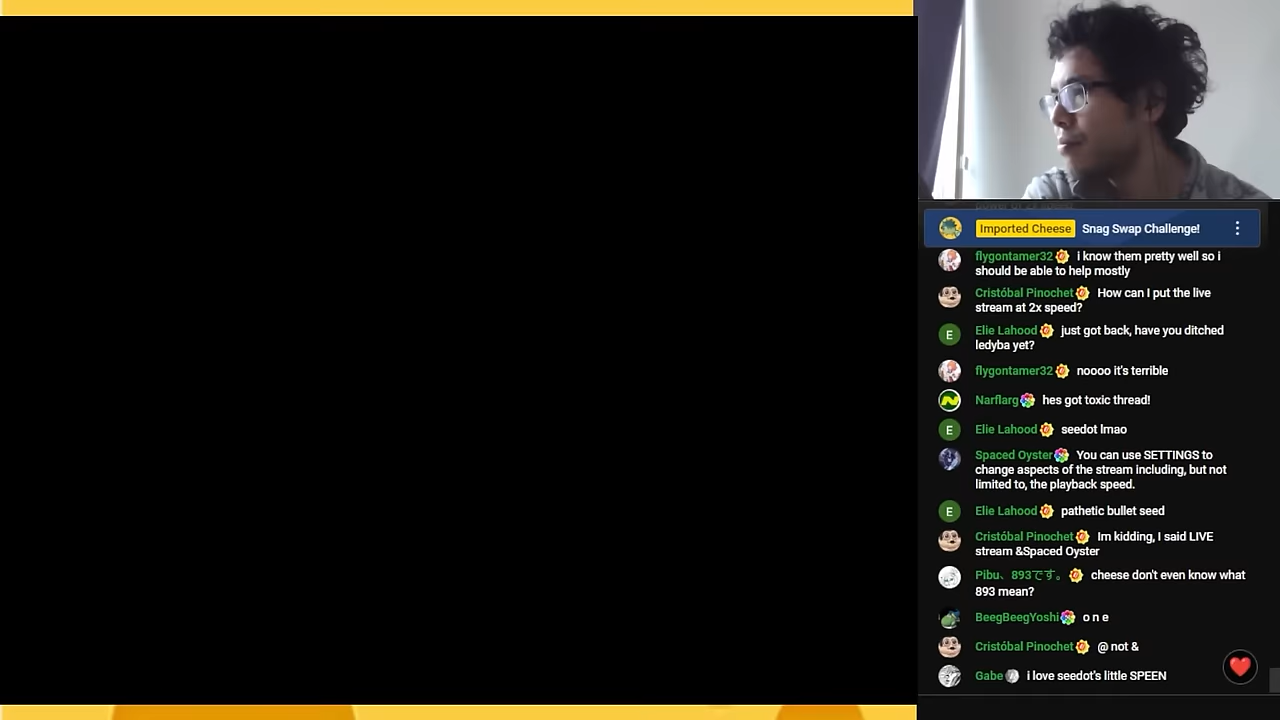 Imported Cheese Snag Swap Challenge!
flygontamer32 i know them pretty well so i
should be able to help mostly
Cristóbal Pinochet How can I put the live
stream at 2x speed?
Elie Lahood just got back, have you ditched
ledyba yet?
flygontamer32 noooo it's terrible
Narflarg hes got toxic thread!
Elie Lahood seedot lmao
Spaced Oyster You can use SETTINGS to
change aspects of the stream including, but not
limited to, the playback speed.
Elie Lahood pathetic bullet seed
Cristóbal Pinochet Im kidding, I said LIVE
stream &Spaced Oyster
Pibu、893です。 cheese don't even know what
893 mean?
BeegBeegYoshi o n e
Cristóbal Pinochet @ not &
Gabe i love seedot's little SPEEN